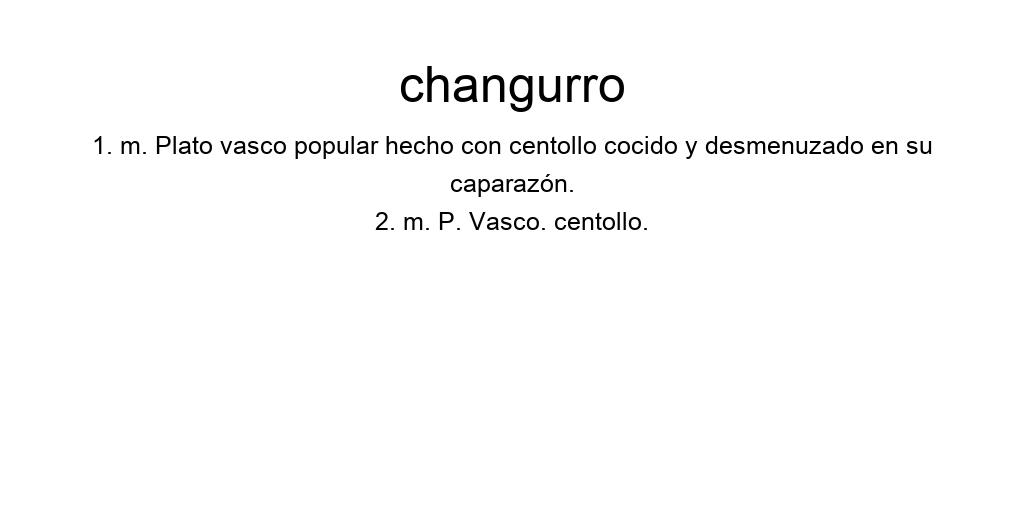 changurro
1. m. Plato vasco popular hecho con centollo cocido y desmenuzado en su
caparazón.
2. m. P. Vasco. centollo.